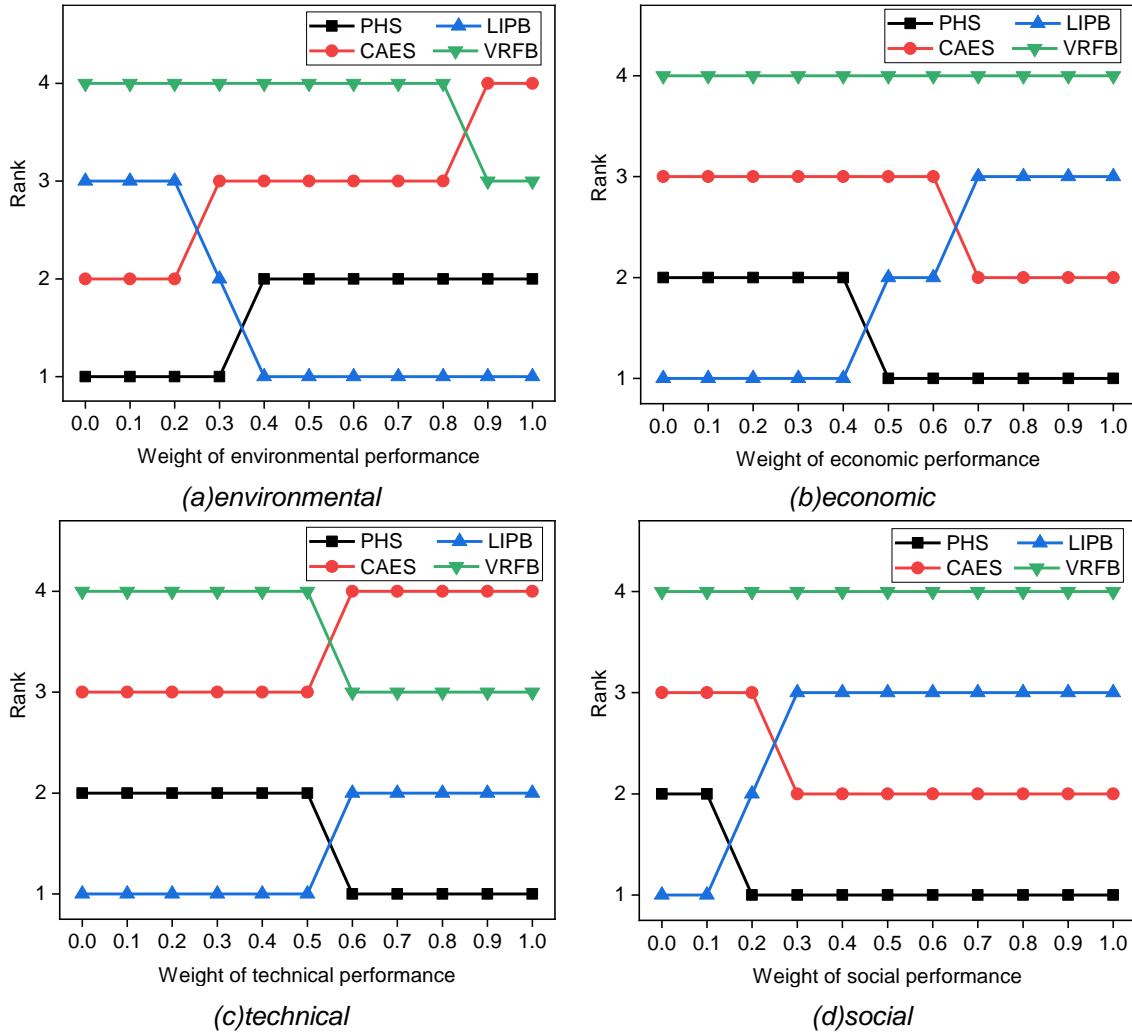 PHS LIPB
CAES VRFB
4
3
2
1
Rank
0.0 0.1 0.2 0.3 0.4 0.5 0.6 0.7 0.8 0.9 1.0
Weight of environmental performance
(a)environmental
PHS LIPB
CAES VRFB
4
3
2
1
Rank
0.0 0.1 0.2 0.3 0.4 0.5 0.6 0.7 0.8 0.9 1.0
Weight of economic performance
(b)economic
PHS LIPB
CAES VRFB
4
3
2
1
Rank
0.0 0.1 0.2 0.3 0.4 0.5 0.6 0.7 0.8 0.9 1.0
Weight of technical performance
(c)technical
PHS LIPB
CAES VRFB
4
3
2
1
Rank
0.0 0.1 0.2 0.3 0.4 0.5 0.6 0.7 0.8 0.9 1.0
Weight of social performance
(d)social